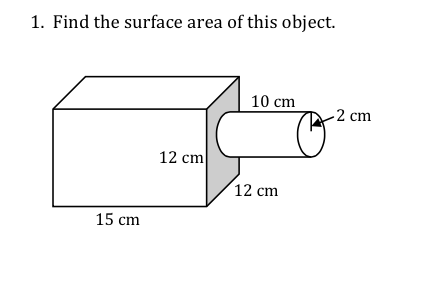 1. Find the surface area of this object.
10 cm
2 cm
12 cm
12 cm
15 cm